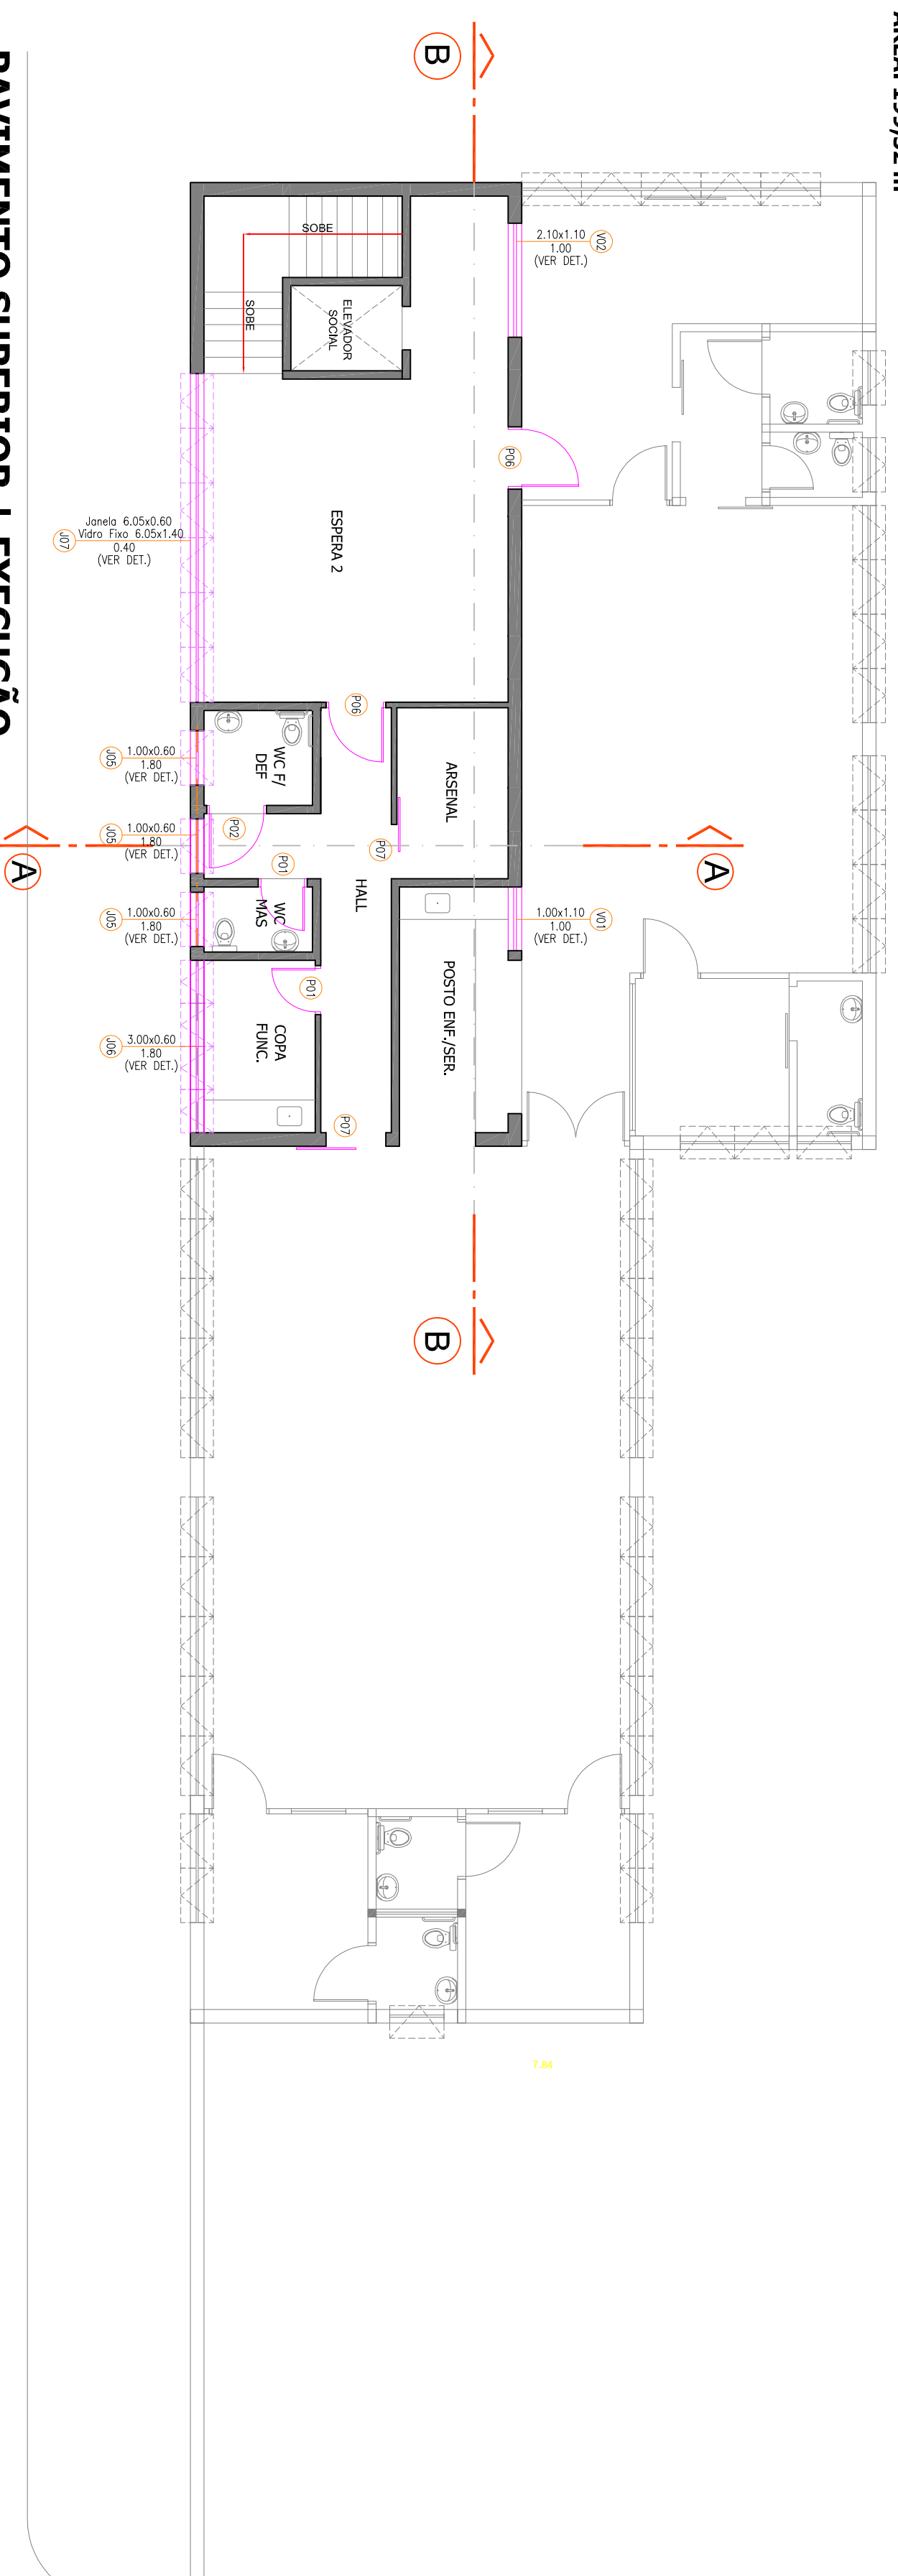 B
2.10x1.10
1.00
(VER DET.)
V02
SOBE
SOBE
ELEVADOR
SOCIAL
P06
ESPERA 2
Janela 6.05x0.60
Vidro Fixo 6.05x1.40
0.40
(VER DET.)
J07
P06
WC F/
DEF
ARSENAL
1.00x0.60
1.80
(VER DET.)
J05
P02
1.00x0.60
1.80
(VER DET.)
J05
P07
P01
A
A
HALL
WC
MAS
1.00x0.60
1.80
(VER DET.)
J05
1.00x1.10
1.00
(VER DET.)
V01
POSTO ENF./SER.
P01
COPA
FUNC.
3.00x0.60
1.80
(VER DET.)
J06
P07
B
7.84